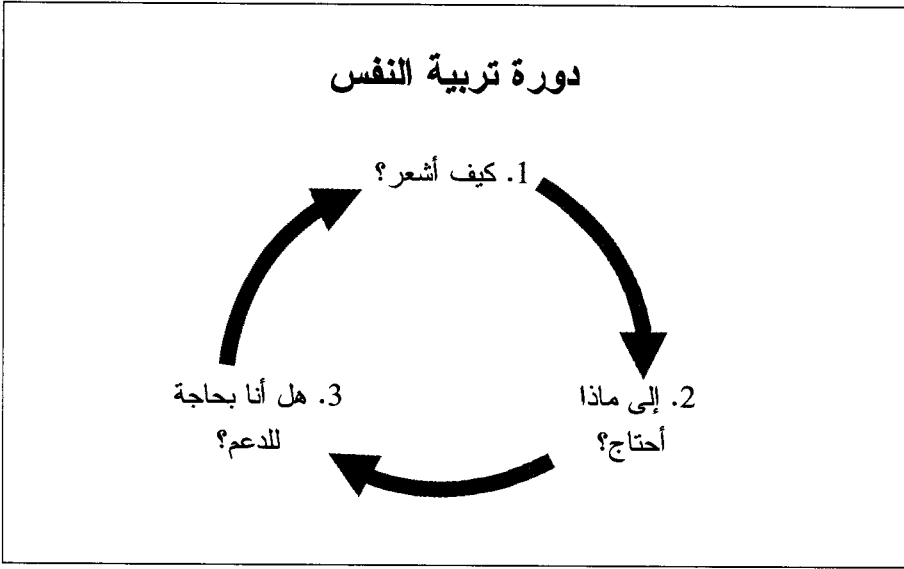 دورة تربية النفس
1. كيف أشعر؟
2. إلى ماذا
أحتاج؟
3. هل أنا بحاجة
للدعم؟